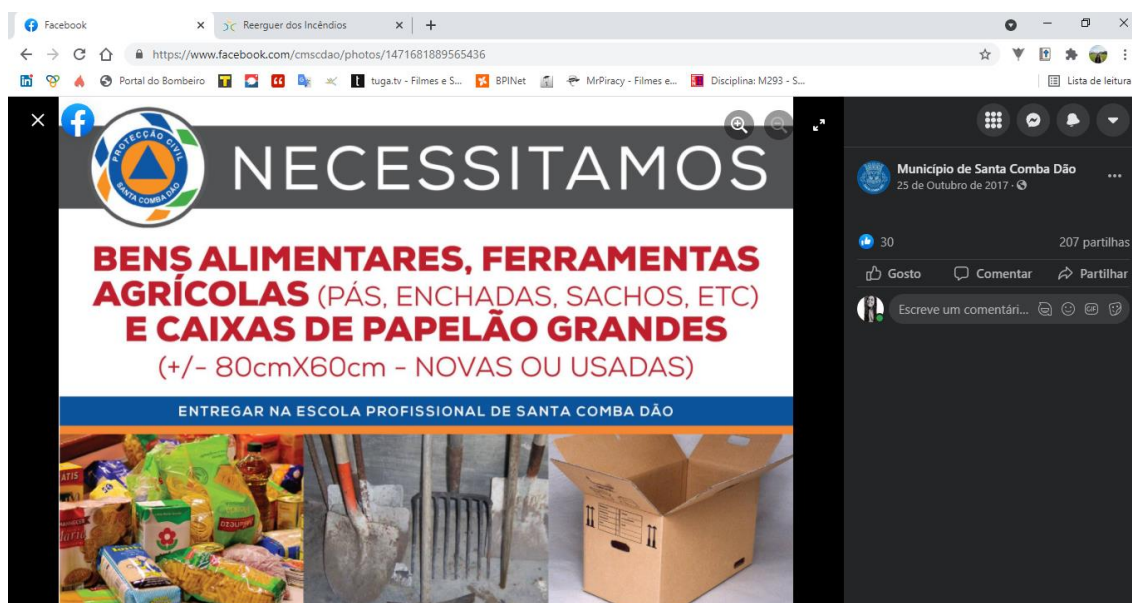 Facebook
Reerguer dos Incêndios
https://www.facebook.com/cmscdao/photos/1471681889565436
Portal do Bombeiro
tuga.tv - Filmes e S...
BPINet
MrPiracy - Filmes e...
Disciplina: M293 - S...
Lista de leitura
PROTECÇÃO CIVIL
SANTA COMBA DÃO
NECESSITAMOS
BENS ALIMENTARES, FERRAMENTAS
AGRÍCOLAS (PÁS, ENCHADAS, SACHOS, ETC)
E CAIXAS DE PAPELÃO GRANDES
(+/- 80cmX60cm - NOVAS OU USADAS)
ENTREGAR NA ESCOLA PROFISSIONAL DE SANTA COMBA DÃO
Município de Santa Comba Dão
25 de Outubro de 2017
30
207 partilhas
Gosto
Comentar
Partilhar
Escreve um comentári...
GIF